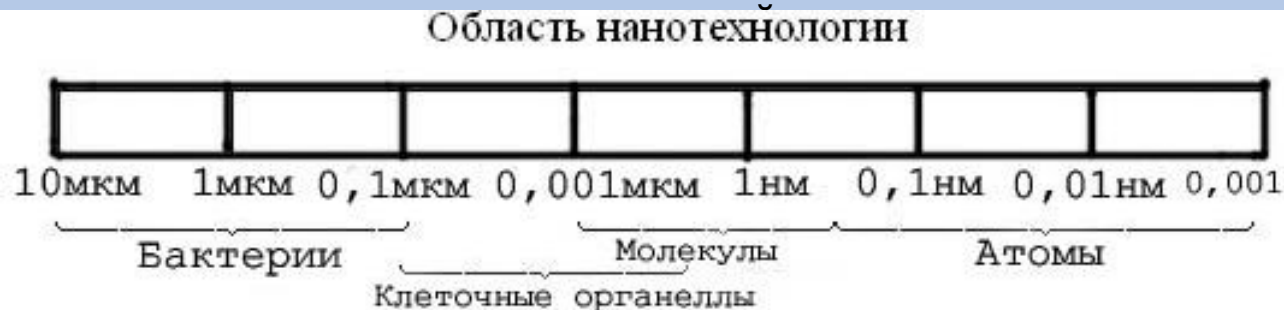 Область нанотехнологии
10мкм 1мкм 0,1мкм 0,001мкм 1нм 0,1нм 0,01нм 0,001
Бактерии Молекулы Атомы
Клеточные органеллы